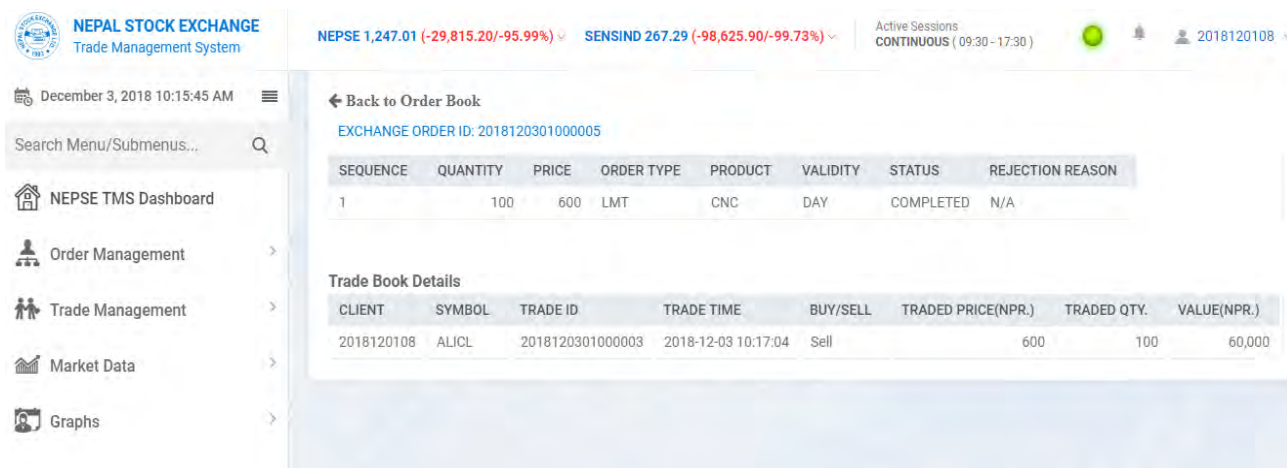 NEPAL STOCK EXCHANGE
Trade Management System
NEPSE 1,247.01 (-29,815.20/-95.99%) SENSIND 267.29 (-98,625.90/-99.73%)
Active Sessions
CONTINUOUS ( 09:30 - 17:30 )
2018120108
December 3, 2018 10:15:45 AM
Search Menu/Submenus...
NEPSE TMS Dashboard
Order Management
Trade Management
Market Data
Graphs
Back to Order Book
EXCHANGE ORDER ID: 2018120301000005
SEQUENCE QUANTITY PRICE ORDER TYPE PRODUCT VALIDITY STATUS REJECTION REASON
1 100 600 LMT CNC DAY COMPLETED N/A
Trade Book Details
CLIENT SYMBOL TRADE ID TRADE TIME BUY/SELL TRADED PRICE(NPR.) TRADED QTY. VALUE(NPR.)
2018120108 ALICL 2018120301000003 2018-12-03 10:17:04 Sell 600 100 60,000